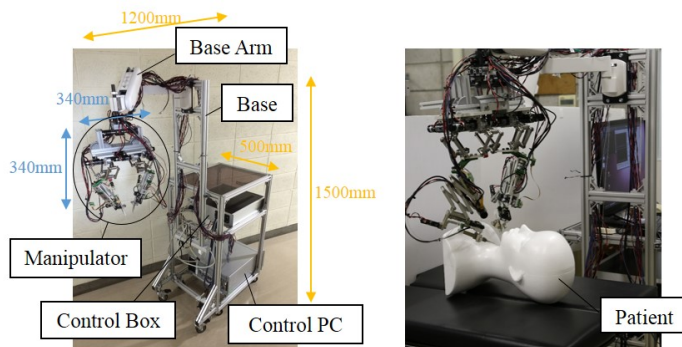 1200mm
Base Arm
340mm
Base
500mm
340mm
1500mm
Manipulator
Control Box
Control PC
Patient